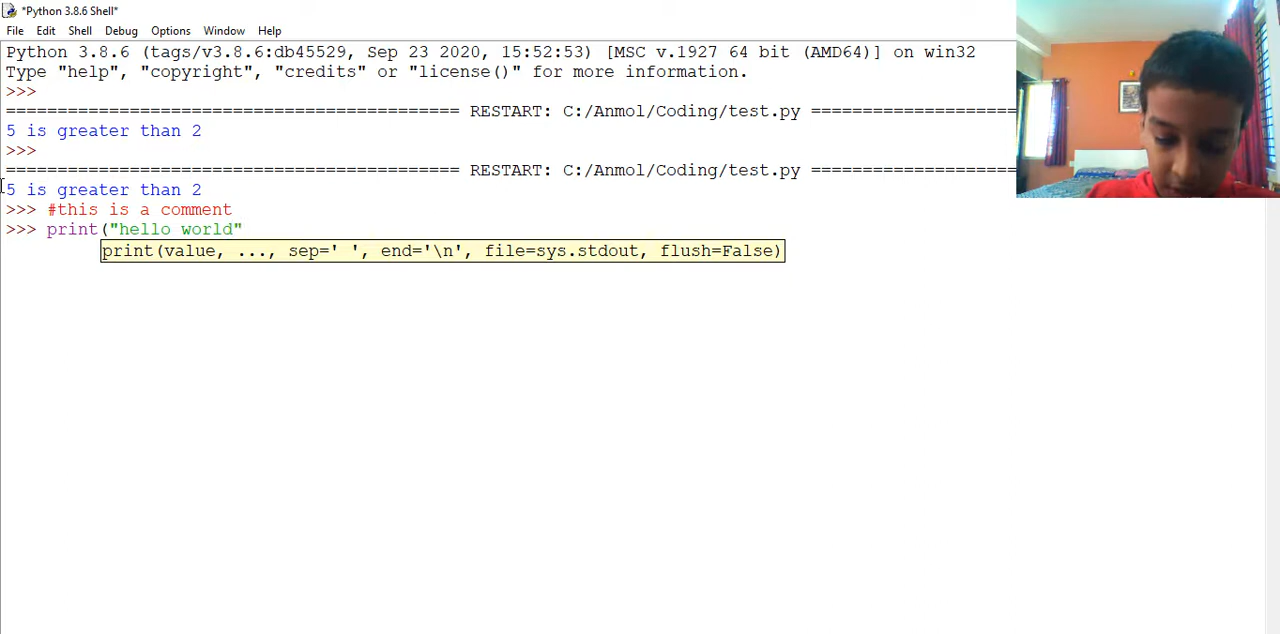 *Python 3.8.6 Shell*
File Edit Shell Debug Options Window Help
Python 3.8.6 (tags/v3.8.6:db45529, Sep 23 2020, 15:52:53) [MSC v.1927 64 bit (AMD64)] on win32
Type "help", "copyright", "credits" or "license()" for more information.
>>>
============================================ RESTART: C:/Anmol/Coding/test.py ====================
5 is greater than 2
>>>
============================================ RESTART: C:/Anmol/Coding/test.py ====================
5 is greater than 2
>>> #this is a comment
>>> print("hello world"
print(value, ..., sep=' ', end='\n', file=sys.stdout, flush=False)